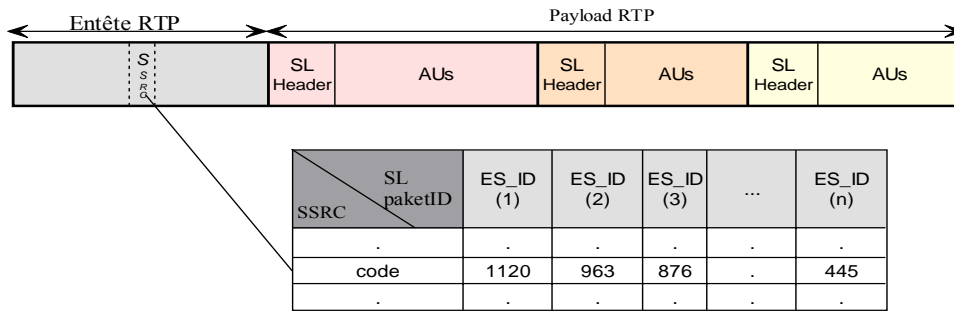 Entête RTP Payload RTP
SSRC SL Header AUs SL Header AUs SL Header AUs
SL paketID SSRC ES_ID (1) ES_ID (2) ES_ID (3) ... ES_ID (n)
. . . . . .
code 1120 963 876 . 445
. . . . . .